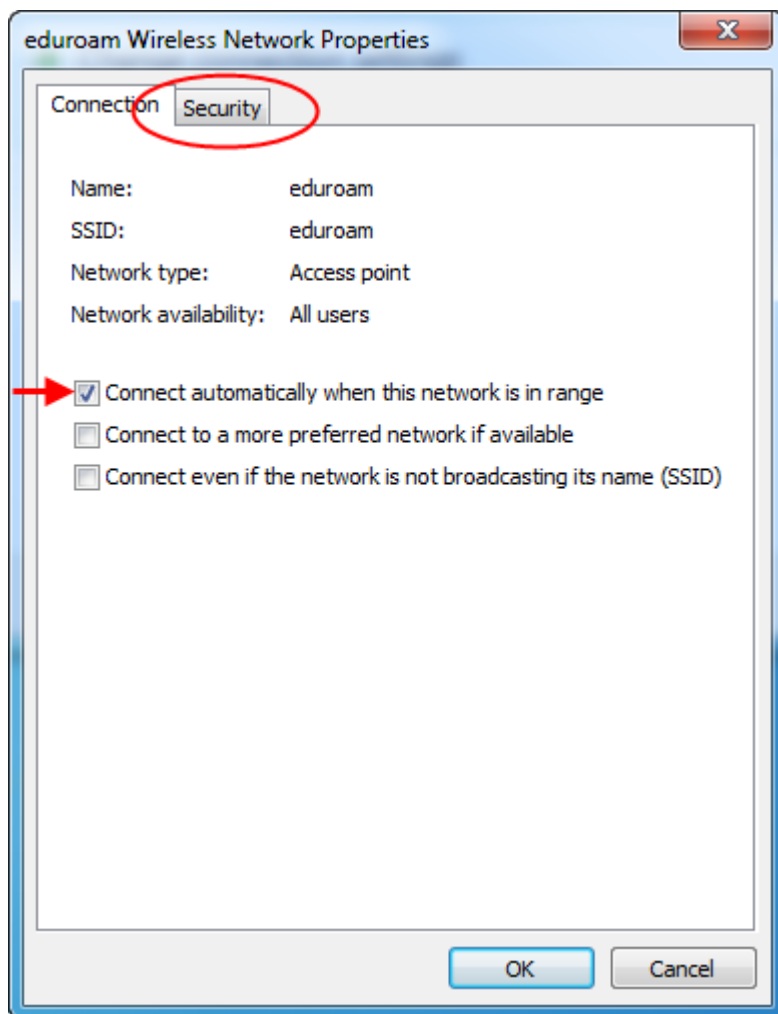 eduroam Wireless Network Properties
Connection Security
Name: eduroam
SSID: eduroam
Network type: Access point
Network availability: All users
Connect automatically when this network is in range
Connect to a more preferred network if available
Connect even if the network is not broadcasting its name (SSID)
OK Cancel